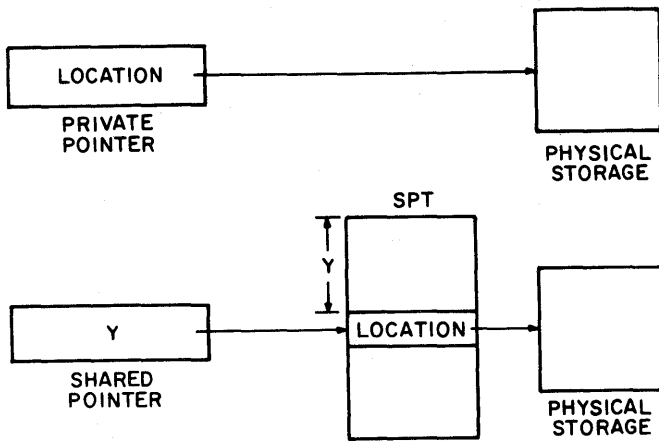 LOCATION
PRIVATE
POINTER
PHYSICAL
STORAGE
SPT
Y
Y
LOCATION
SHARED
POINTER
PHYSICAL
STORAGE